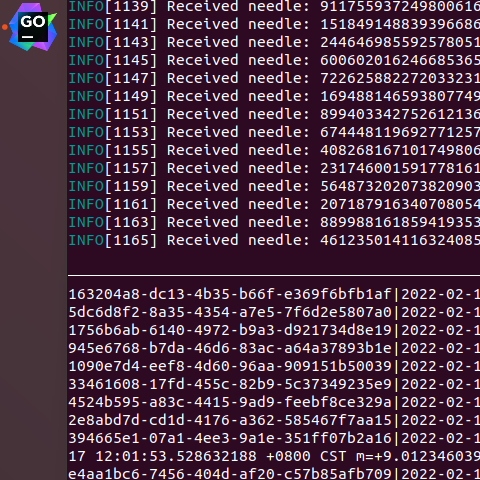 GO
INFO[1139] Received needle: 911755937249800616
INFO[1141] Received needle: 151849148839396686
INFO[1143] Received needle: 244646985592578051
INFO[1145] Received needle: 600602016246685365
INFO[1147] Received needle: 722625882272033231
INFO[1149] Received needle: 169488146593807749
INFO[1151] Received needle: 899403342752612136
INFO[1153] Received needle: 674448119692771257
INFO[1155] Received needle: 408268167101749806
INFO[1157] Received needle: 231746001591778161
INFO[1159] Received needle: 564873202073820903
INFO[1161] Received needle: 207187916340708054
INFO[1163] Received needle: 889988161859419353
INFO[1165] Received needle: 461235014116324085
163204a8-dc13-4b35-b66f-e369f6bfb1af|2022-02-1
5dc6d8f2-8a35-4354-a7e5-7f6d2e5807a0|2022-02-1
1756b6ab-6140-4972-b9a3-d921734d8e19|2022-02-1
945e6768-b7da-46d6-83ac-a64a37893b1e|2022-02-1
1090e7d4-eef8-4d60-96aa-909151b50039|2022-02-1
33461608-17fd-455c-82b9-5c37349235e9|2022-02-1
4524b595-a83c-4415-9ad9-feebf8ce329a|2022-02-1
2e8abd7d-cd1d-4176-a362-585467f7aa15|2022-02-1
394665e1-07a1-4ee3-9a1e-351ff07b2a16|2022-02-1
17 12:01:53.528632188 +0800 CST m=+9.012346039
e4aa1bc6-7456-404d-af20-c57b85afb709|2022-02-1